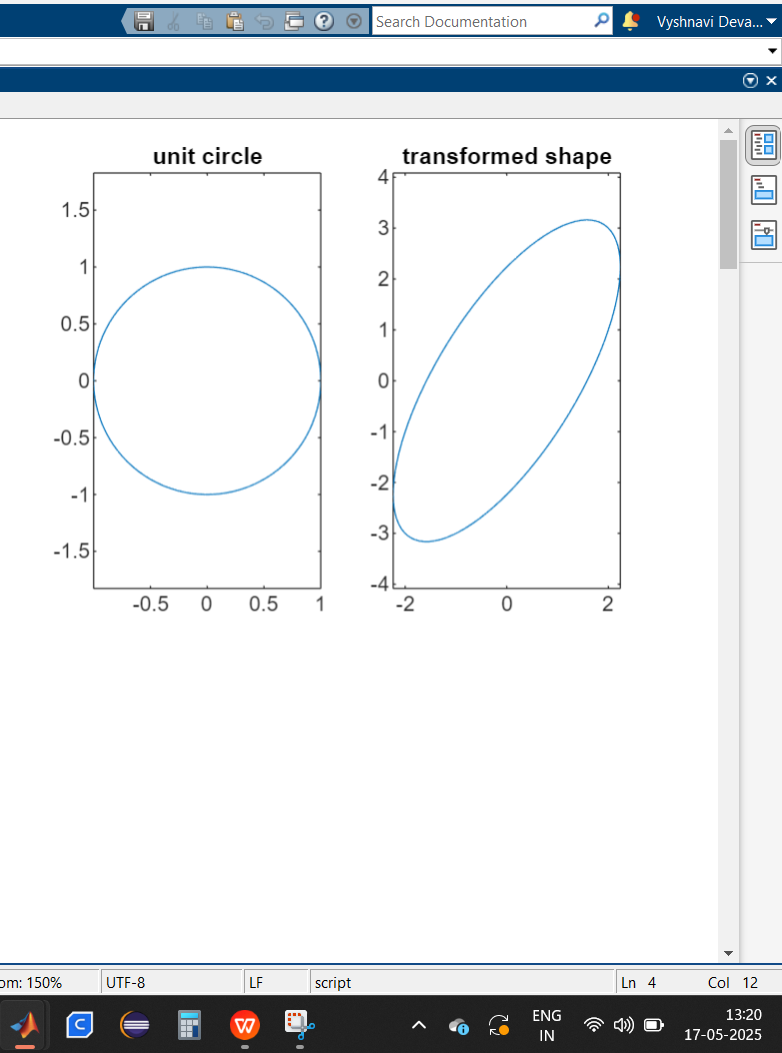 Search Documentation
Vyshnavi Deva...
unit circle
transformed shape
1.5
1
0.5
0
-0.5
-1
-1.5
-0.5 0 0.5 1
4
3
2
1
0
-1
-2
-3
-4
-2 0 2
om: 150% UTF-8 LF script Ln 4 Col 12
ENG
IN
13:20
17-05-2025